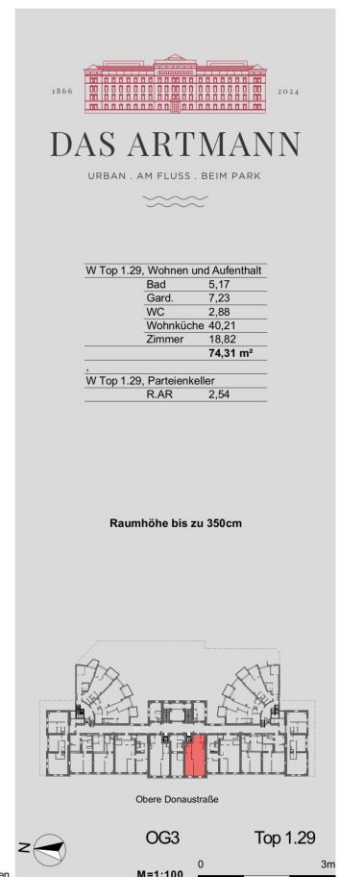 1866
2024
DAS ARTMANN
URBAN . AM FLUSS . BEIM PARK
W Top 1.29, Wohnen und Aufenthalt
Bad 5,17
Gard. 7,23
WC 2,88
Wohnküche 40,21
Zimmer 18,82
74,31 m²
,
W Top 1.29, Parteienkeller
R.AR 2,54
Raumhöhe bis zu 350cm
Obere Donaustraße
N
OG3
Top 1.29
M=1:100
0
3m